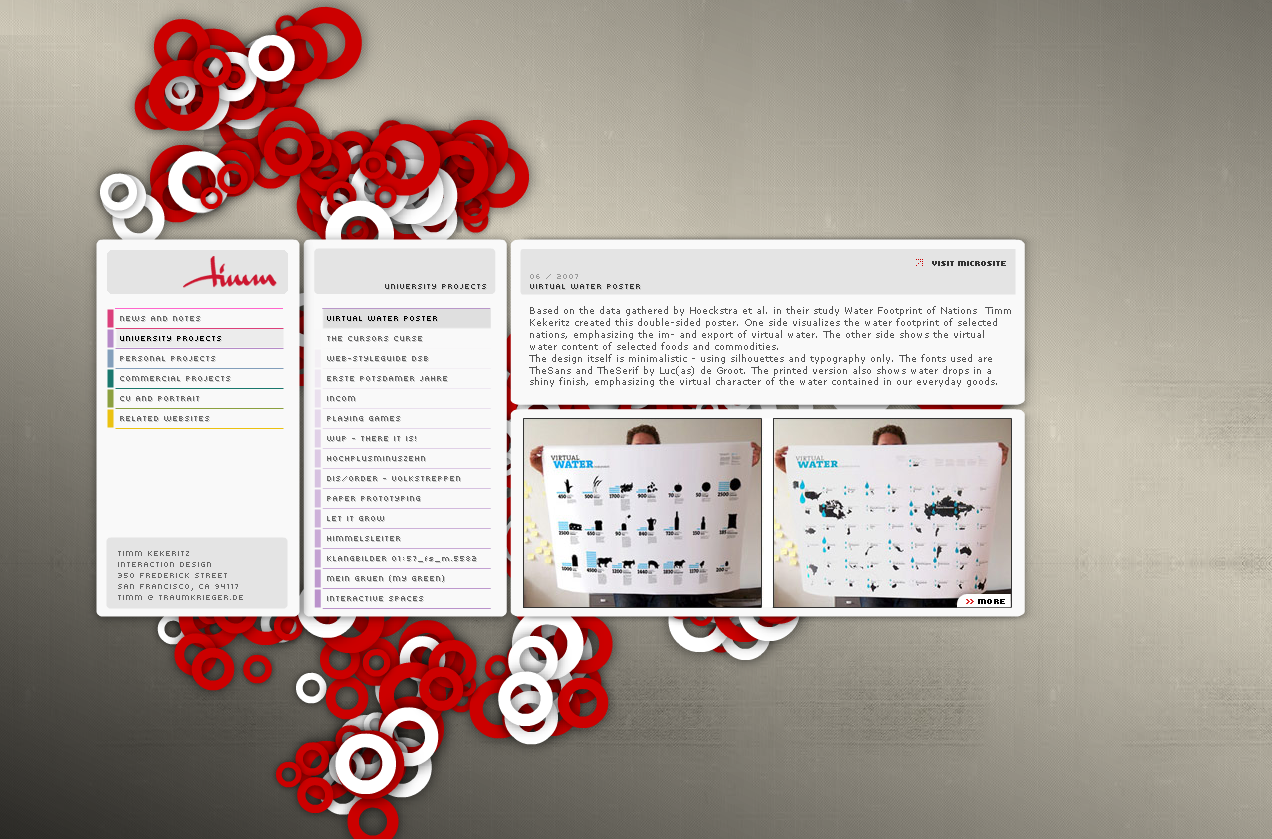 timm
NEWS AND NOTES
UNIVERSITY PROJECTS
PERSONAL PROJECTS
COMMERCIAL PROJECTS
CV AND PORTRAIT
RELATED WEBSITES
TIMM KEKERITZ
INTERACTION DESIGN
350 FREDERICK STREET
SAN FRANCISCO, CA 94117
TIMM @ TRAUMKRIEGER.DE
UNIVERSITY PROJECTS
VIRTUAL WATER POSTER
THE CURSORS CURSE
WEB-STYLEGUIDE DSB
ERSTE POTSDAMER JAHRE
INCOM
PLAYING GAMES
WUP - THERE IT IS!
HOCHPLUSMINUSZEHN
DIS/ORDER - VOLKSTREPPEN
PAPER PROTOTYPING
LET IT GROW
HIMMELSLEITER
KLANGBILDER 01:57_is_m.5582
MEIN GRUEN (MY GREEN)
INTERACTIVE SPACES
VISIT MICROSITE
06 / 2007
VIRTUAL WATER POSTER
Based on the data gathered by Hoeckstra et al. in their study Water Footprint of Nations Timm
Kekeritz created this double-sided poster. One side visualizes the water footprint of selected
nations, emphasizing the im- and export of virtual water. The other side shows the virtual
water content of selected foods and commodities.
The design itself is minimalistic - using silhouettes and typography only. The fonts used are
TheSans and TheSerif by Luc(as) de Groot. The printed version also shows water drops in a
shiny finish, emphasizing the virtual character of the water contained in our everyday goods.
VIRTUAL
WATER
VIRTUAL
WATER
>> MORE